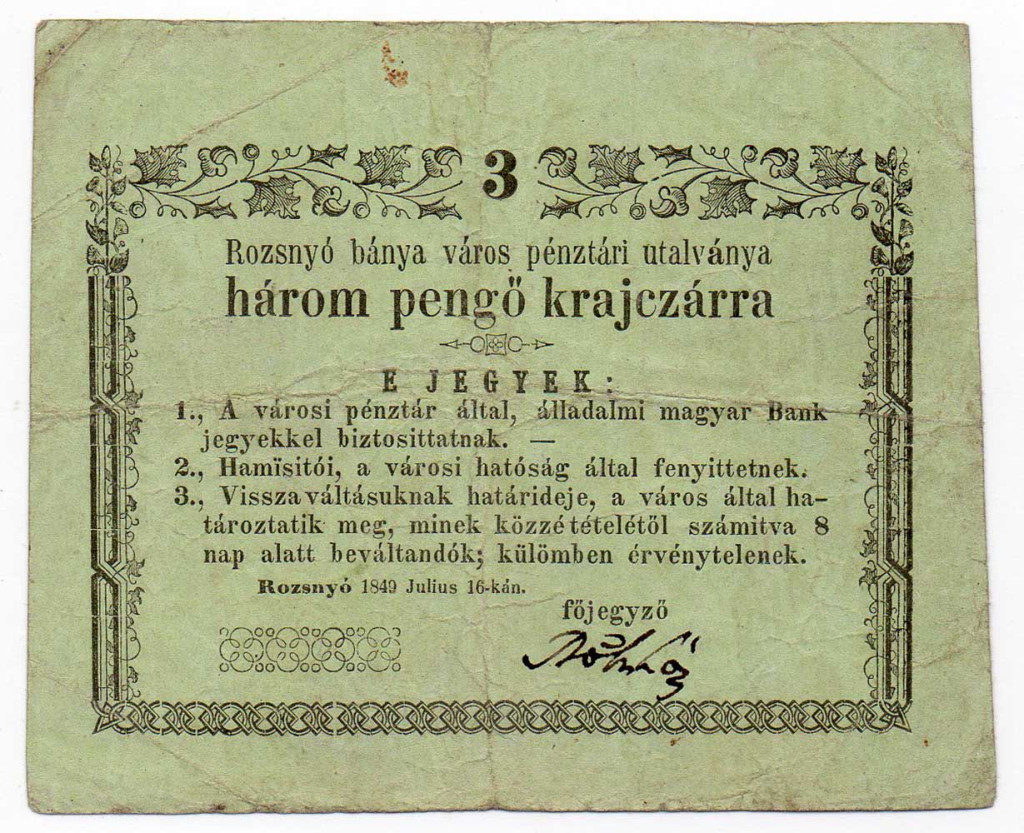 3
Rozsnyó bánya város pénztári utalványa
három pengő krajczárra
E JEGYEK:
1., A városi pénztár által, álladalmi magyar Bank
jegyekkel biztosittatnak. —
2., Hamïsitói, a városi hatóság által fenyittetnek.
3., Visszaváltásuknak határideje, a város által ha-
tároztatik meg, minek közzétételétől számitva 8
nap alatt beváltandók; külömben érvénytelenek.
Rozsnyó 1849 Julius 16-kán.
főjegyző